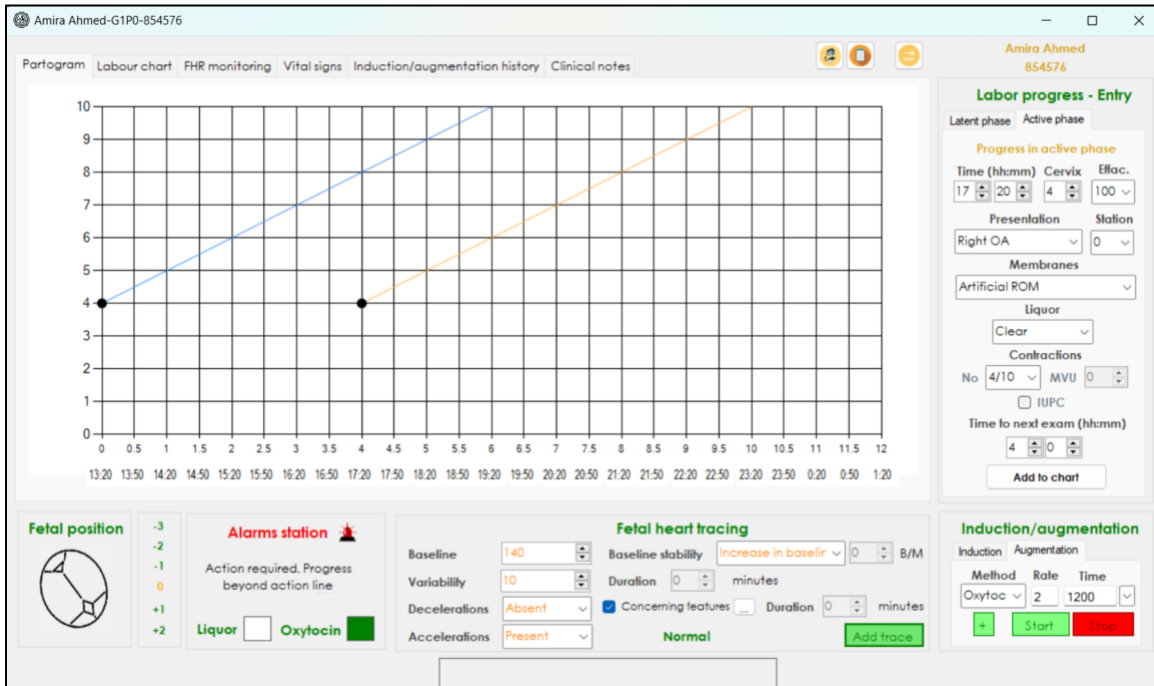 Amira Ahmed-G1P0-854576
Partogram Labour chart FHR monitoring Vital signs Induction/augmentation history Clinical notes
Amira Ahmed
854576
10
9
8
7
6
5
4
3
2
1
0
0 0.5 1 1.5 2 2.5 3 3.5 4 4.5 5 5.5 6 6.5 7 7.5 8 8.5 9 9.5 10 10.5 11 11.5 12
13:20 13:50 14:20 14:50 15:20 15:50 16:20 16:50 17:20 17:50 18:20 18:50 19:20 19:50 20:20 20:50 21:20 21:50 22:20 22:50 23:20 23:50 0:20 0:50 1:20
Labor progress - Entry
Latent phase Active phase
Progress in active phase
Time (hh:mm) Cervix Effac.
17 20 4 100
Presentation Station
Right OA 0
Membranes
Artificial ROM
Liquor
Clear
Contractions
No 4/10 MVU 0
IUPC
Time to next exam (hh:mm)
4 0
Add to chart
Fetal position
-3
-2
-1
0
+1
+2
Alarms station
Action required. Progress
beyond action line
Liquor Oxytocin
Fetal heart tracing
Baseline 140 Baseline stability Increase in baselir 0 B/M
Variability 10 Duration 0 minutes
Decelerations Absent Concerning features ... Duration 0 minutes
Accelerations Present Normal Add trace
Induction/augmentation
Induction Augmentation
Method Rate Time
Oxytoc 2 1200
+ Start Stop